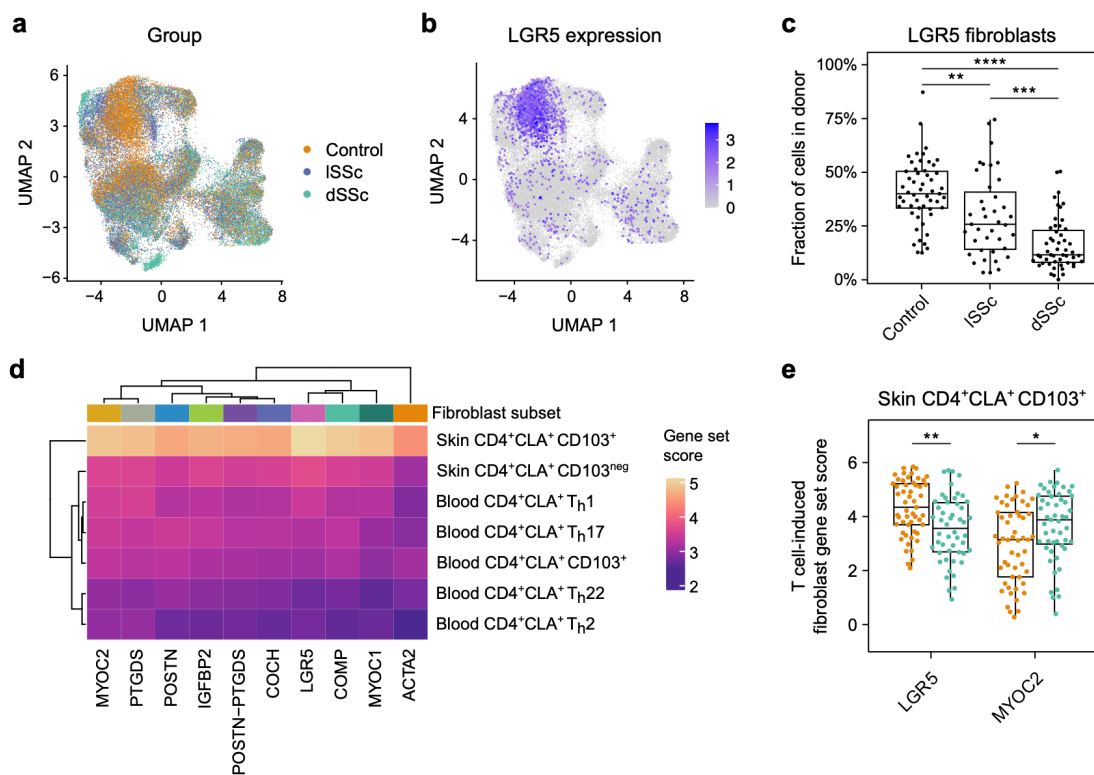 a
Group
UMAP 2
6
3
0
−3
−6
−4
0
4
8
UMAP 1
Control
lSSc
dSSc
b
LGR5 expression
UMAP 2
4
0
−4
−4
0
4
8
UMAP 1
3
2
1
0
c
LGR5 fibroblasts
Fraction of cells in donor
100%
75%
50%
25%
0%
****
**
***
Control
lSSc
dSSc
d
Fibroblast subset
Skin CD4⁺CLA⁺ CD103⁺
Skin CD4⁺CLA⁺ CD103ⁿᵉᵍ
Blood CD4⁺CLA⁺ Tₕ1
Blood CD4⁺CLA⁺ Tₕ17
Blood CD4⁺CLA⁺ CD103⁺
Blood CD4⁺CLA⁺ Tₕ22
Blood CD4⁺CLA⁺ Tₕ2
MYOC2
PTGDS
POSTN
IGFBP2
POSTN−PTGDS
COCH
LGR5
COMP
MYOC1
ACTA2
Gene set
score
5
4
3
2
e
Skin CD4⁺CLA⁺ CD103⁺
T cell-induced
fibroblast gene set score
6
4
2
0
**
*
LGR5
MYOC2